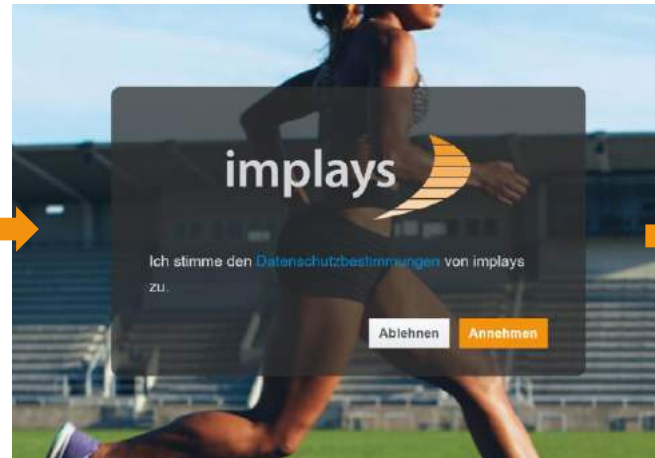 implays
Ich stimme den Datenschutzbestimmungen von implays
zu.
Ablehnen
Annehmen